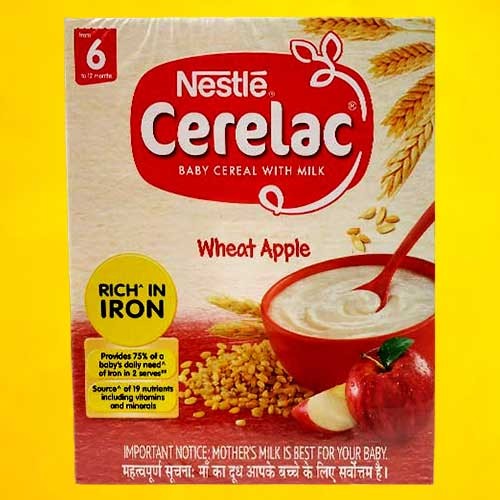 from
6
to 12 months
Nestlé®
Cerelac®
BABY CEREAL WITH MILK
Wheat Apple
RICH^ IN
IRON
Provides 75% of a
baby's daily need^
of iron in 2 serves**
Source^ of 19 nutrients
including vitamins
and minerals
IMPORTANT NOTICE: MOTHER'S MILK IS BEST FOR YOUR BABY.
महत्वपूर्ण सूचना: माँ का दूध आपके बच्चे के लिए सर्वोत्तम है।